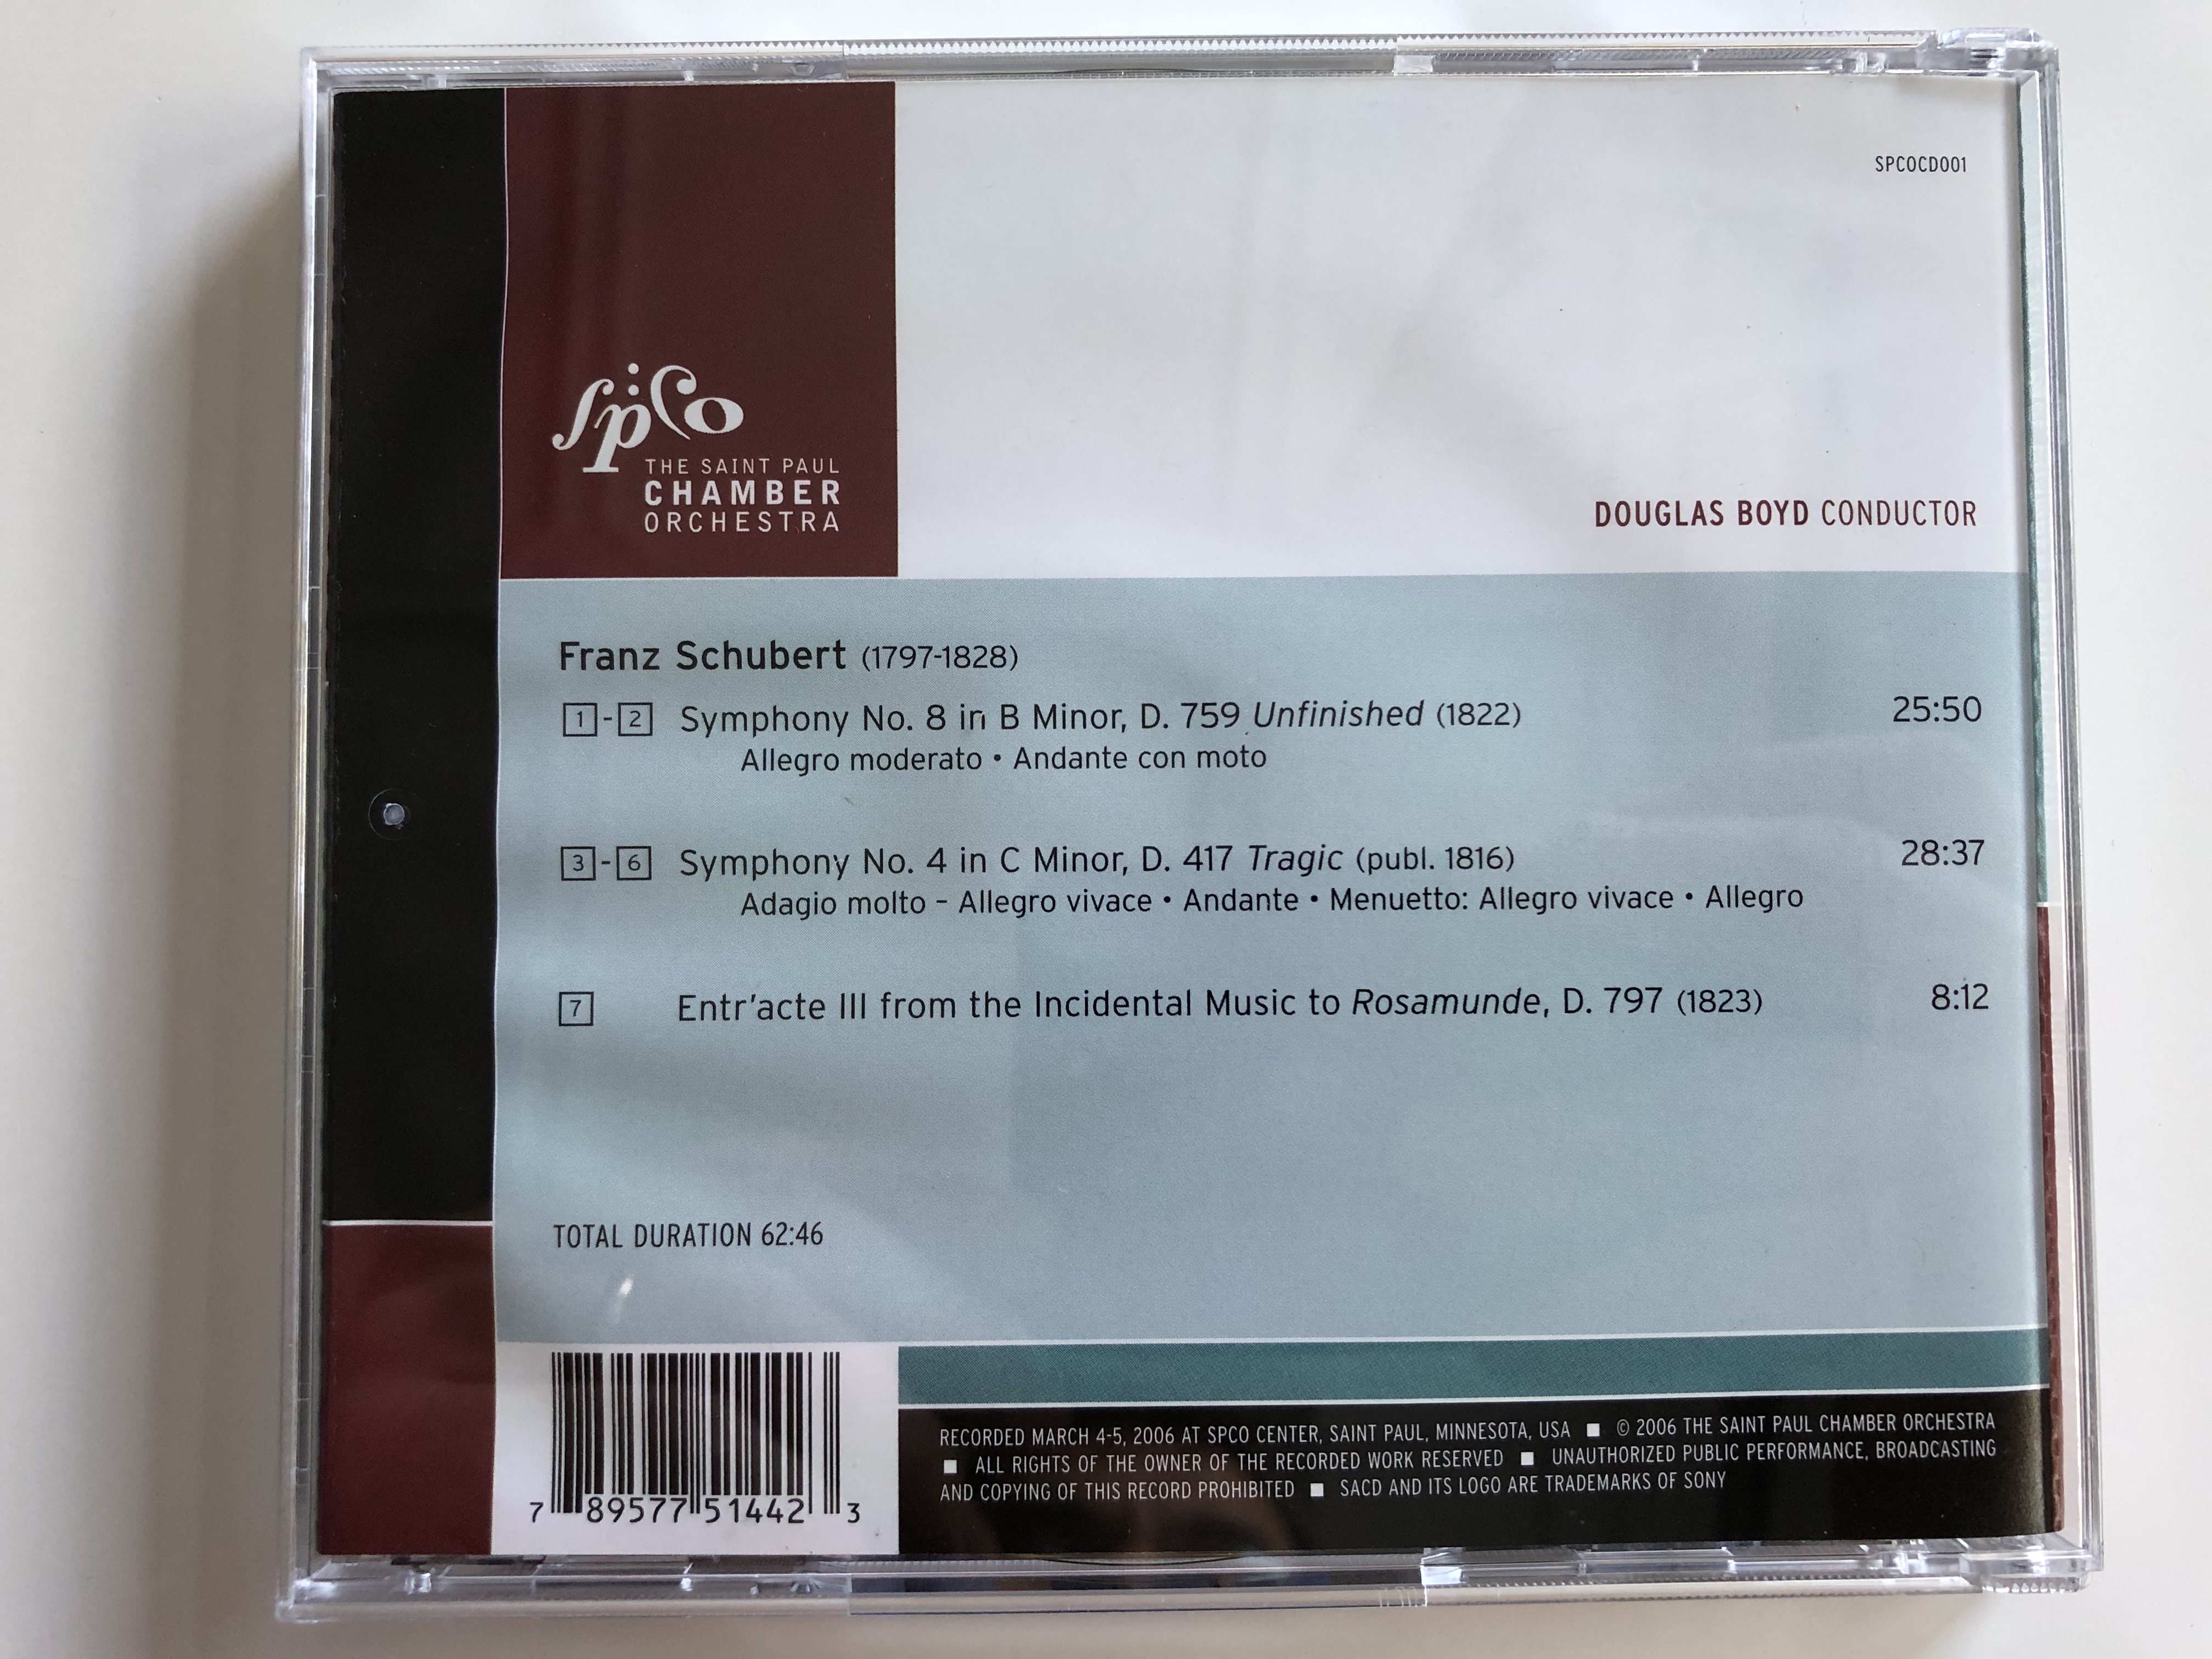 SPCOCD001
spco
THE SAINT PAUL
CHAMBER
ORCHESTRA
DOUGLAS BOYD CONDUCTOR
Franz Schubert (1797-1828)
1-2 Symphony No. 8 in B Minor, D. 759 Unfinished (1822) 25:50
Allegro moderato • Andante con moto
3-6 Symphony No. 4 in C Minor, D. 417 Tragic (publ. 1816) 28:37
Adagio molto – Allegro vivace • Andante • Menuetto: Allegro vivace • Allegro
7 Entr'acte III from the Incidental Music to Rosamunde, D. 797 (1823) 8:12
TOTAL DURATION 62:46
7 89577 51442 3
RECORDED MARCH 4-5, 2006 AT SPCO CENTER, SAINT PAUL, MINNESOTA, USA ■ © 2006 THE SAINT PAUL CHAMBER ORCHESTRA
■ ALL RIGHTS OF THE OWNER OF THE RECORDED WORK RESERVED ■ UNAUTHORIZED PUBLIC PERFORMANCE, BROADCASTING
AND COPYING OF THIS RECORD PROHIBITED ■ SACD AND ITS LOGO ARE TRADEMARKS OF SONY